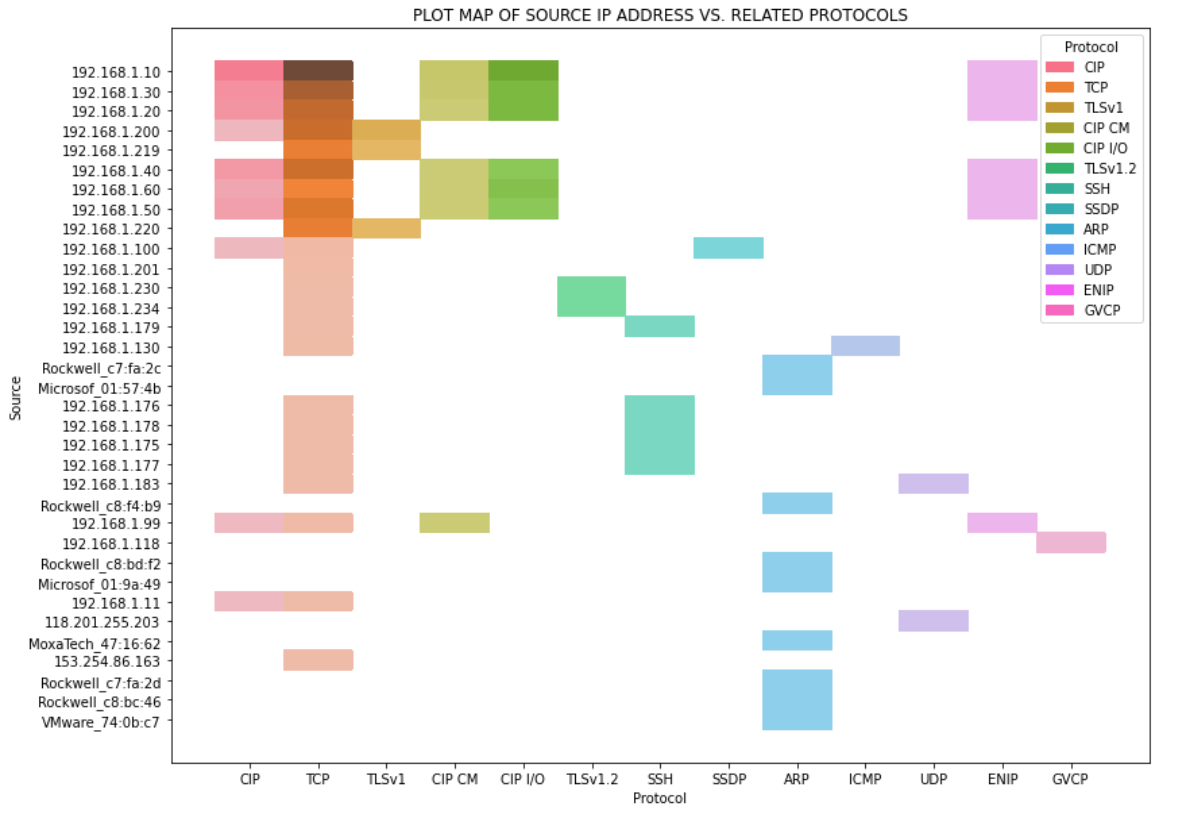 PLOT MAP OF SOURCE IP ADDRESS VS. RELATED PROTOCOLS
Protocol
CIP
TCP
TLSv1
CIP CM
CIP I/O
TLSv1.2
SSH
SSDP
ARP
ICMP
UDP
ENIP
GVCP
Source
192.168.1.10
192.168.1.30
192.168.1.20
192.168.1.200
192.168.1.219
192.168.1.40
192.168.1.60
192.168.1.50
192.168.1.220
192.168.1.100
192.168.1.201
192.168.1.230
192.168.1.234
192.168.1.179
192.168.1.130
Rockwell_c7:fa:2c
Microsof_01:57:4b
192.168.1.176
192.168.1.178
192.168.1.175
192.168.1.177
192.168.1.183
Rockwell_c8:f4:b9
192.168.1.99
192.168.1.118
Rockwell_c8:bd:f2
Microsof_01:9a:49
192.168.1.11
118.201.255.203
MoxaTech_47:16:62
153.254.86.163
Rockwell_c7:fa:2d
Rockwell_c8:bc:46
VMware_74:0b:c7
CIP TCP TLSv1 CIP CM CIP I/O TLSv1.2 SSH SSDP ARP ICMP UDP ENIP GVCP
Protocol